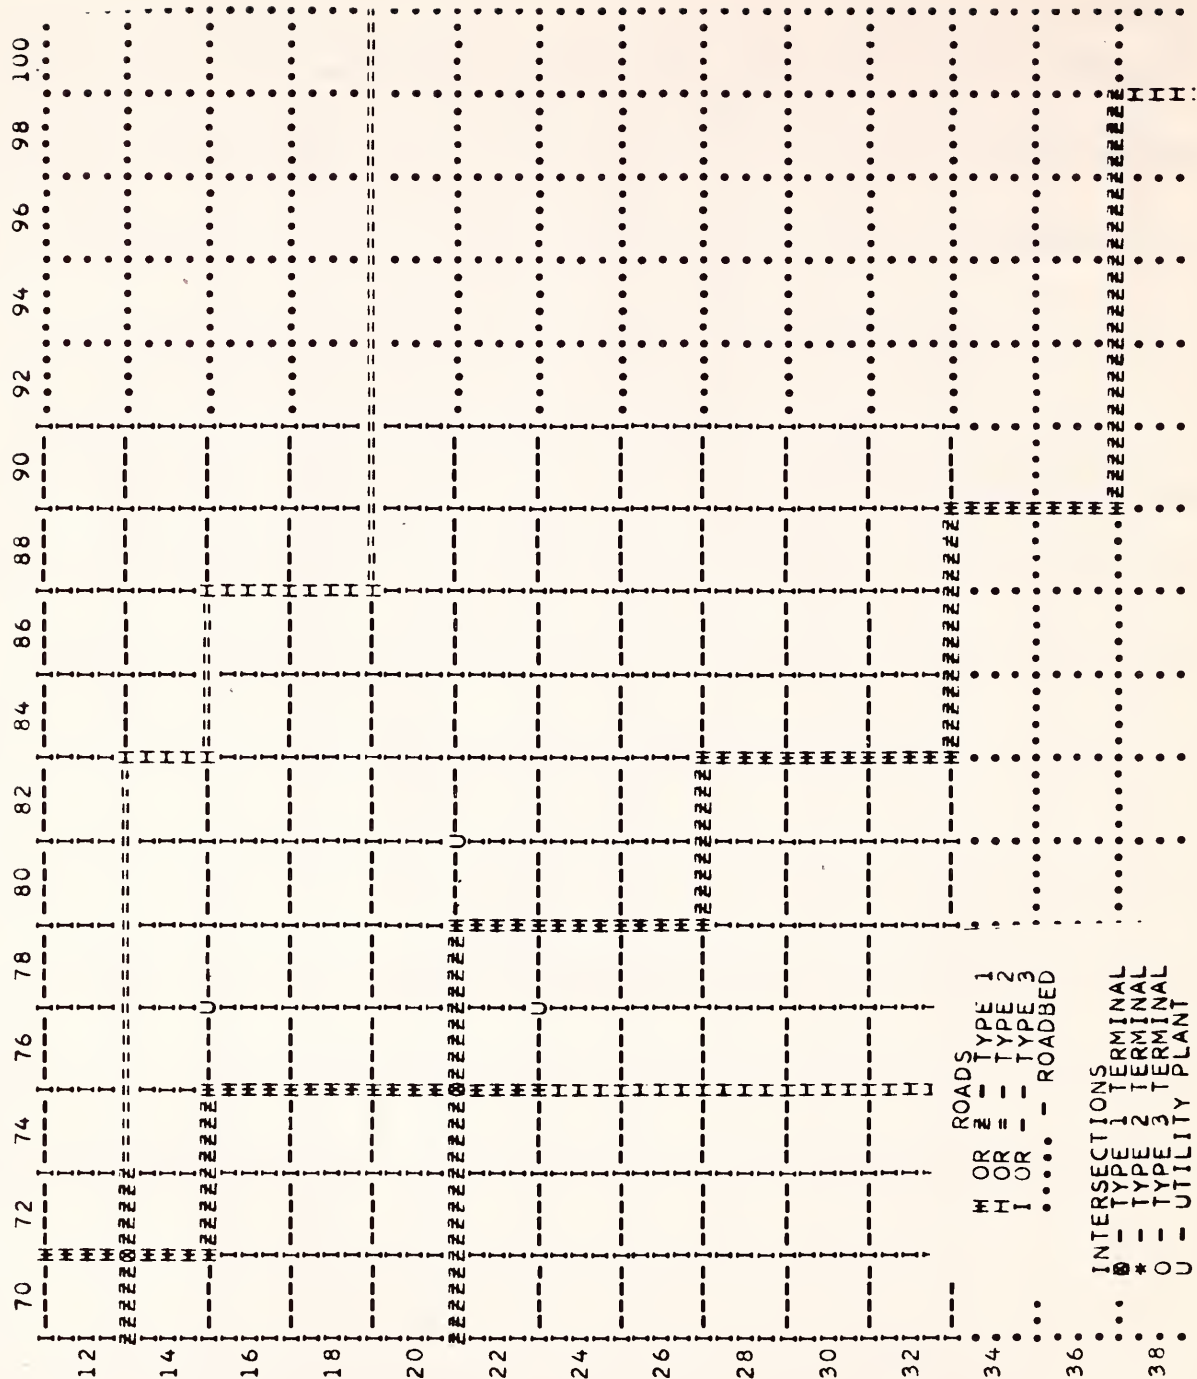 100
98
96
94
92
90
88
86
84
82
80
78
76
74
72
70
12
14
16
18
20
22
24
26
28
30
32
34
36
38
U
U
U
ROADS
OR - TYPE 1
H OR = - TYPE 2
I OR - - TYPE 3
..... - ROADBED
INTERSECTIONS
⊗ - TYPE 1 TERMINAL
* - TYPE 2 TERMINAL
O - TYPE 3 TERMINAL
U - UTILITY PLANT